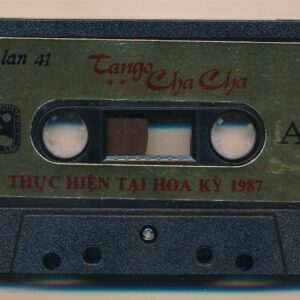 lan 41
Tango
Cha Cha
A
THỰC HIỆN TẠI HOA KỲ 1987